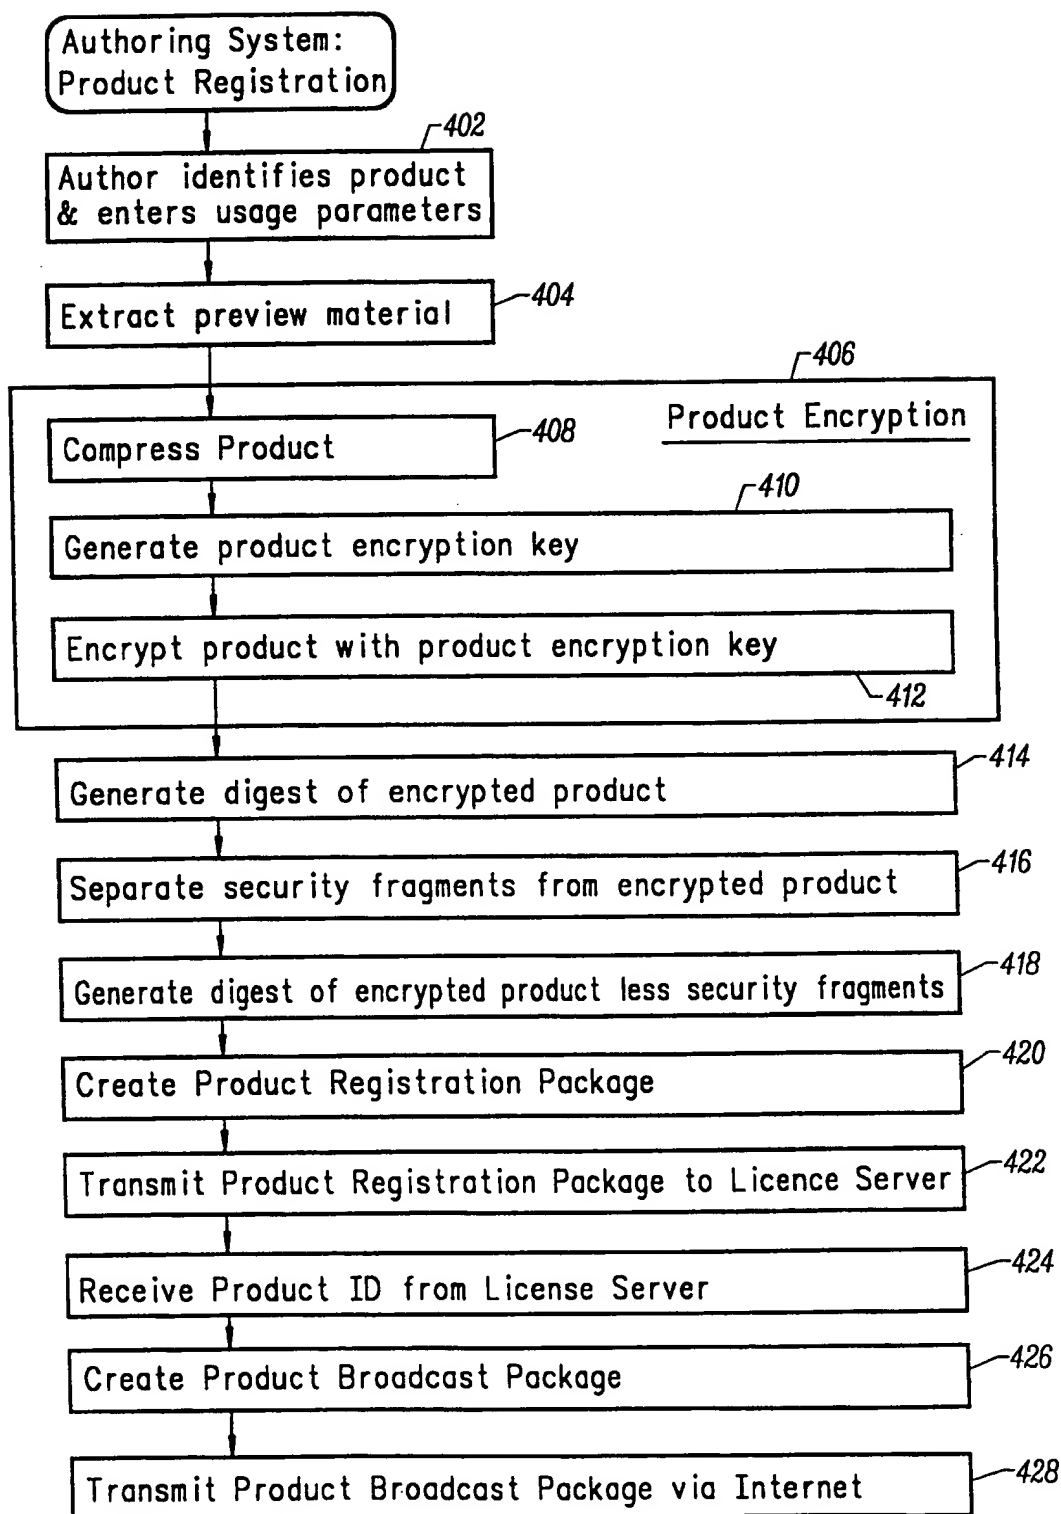 Authoring System:
Product Registration
402
Author identifies product
& enters usage parameters
404
Extract preview material
406
Product Encryption
408
Compress Product
410
Generate product encryption key
Encrypt product with product encryption key
412
414
Generate digest of encrypted product
416
Separate security fragments from encrypted product
418
Generate digest of encrypted product less security fragments
420
Create Product Registration Package
422
Transmit Product Registration Package to Licence Server
424
Receive Product ID from License Server
426
Create Product Broadcast Package
428
Transmit Product Broadcast Package via Internet